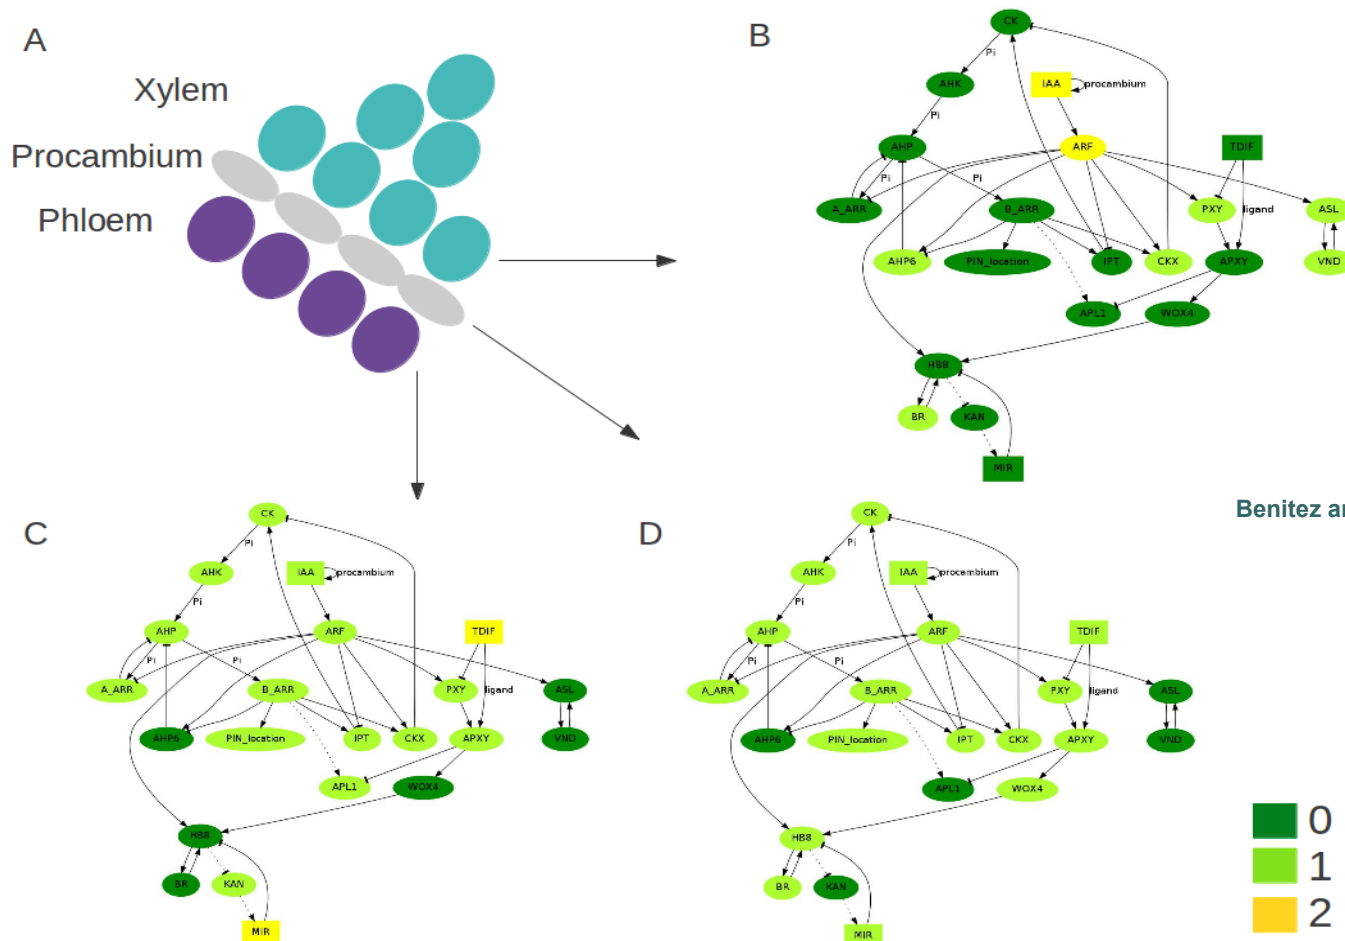 A
Xylem
Procambium
Phloem
B
CK
Pi
AHK
IAA
procambium
Pi
AHP
ARF
TDIF
Pi
Pi
A_ARR
B_ARR
PXY
ligand
ASL
AHP6
PIN_location
IPT
CKX
APXY
VND
APL1
WOX4
HB8
BR
KAN
MIR
Benitez
C
CK
Pi
AHK
IAA
procambium
Pi
AHP
ARF
TDIF
Pi
Pi
A_ARR
B_ARR
PXY
ligand
ASL
AHP6
PIN_location
IPT
CKX
APXY
VND
APL1
WOX4
HB8
BR
KAN
MIR
D
CK
Pi
AHK
IAA
procambium
Pi
AHP
ARF
TDIF
Pi
Pi
A_ARR
B_ARR
PXY
ligand
ASL
AHP6
PIN_location
IPT
CKX
APXY
VND
APL1
WOX4
HB8
BR
KAN
MIR
0
1
2